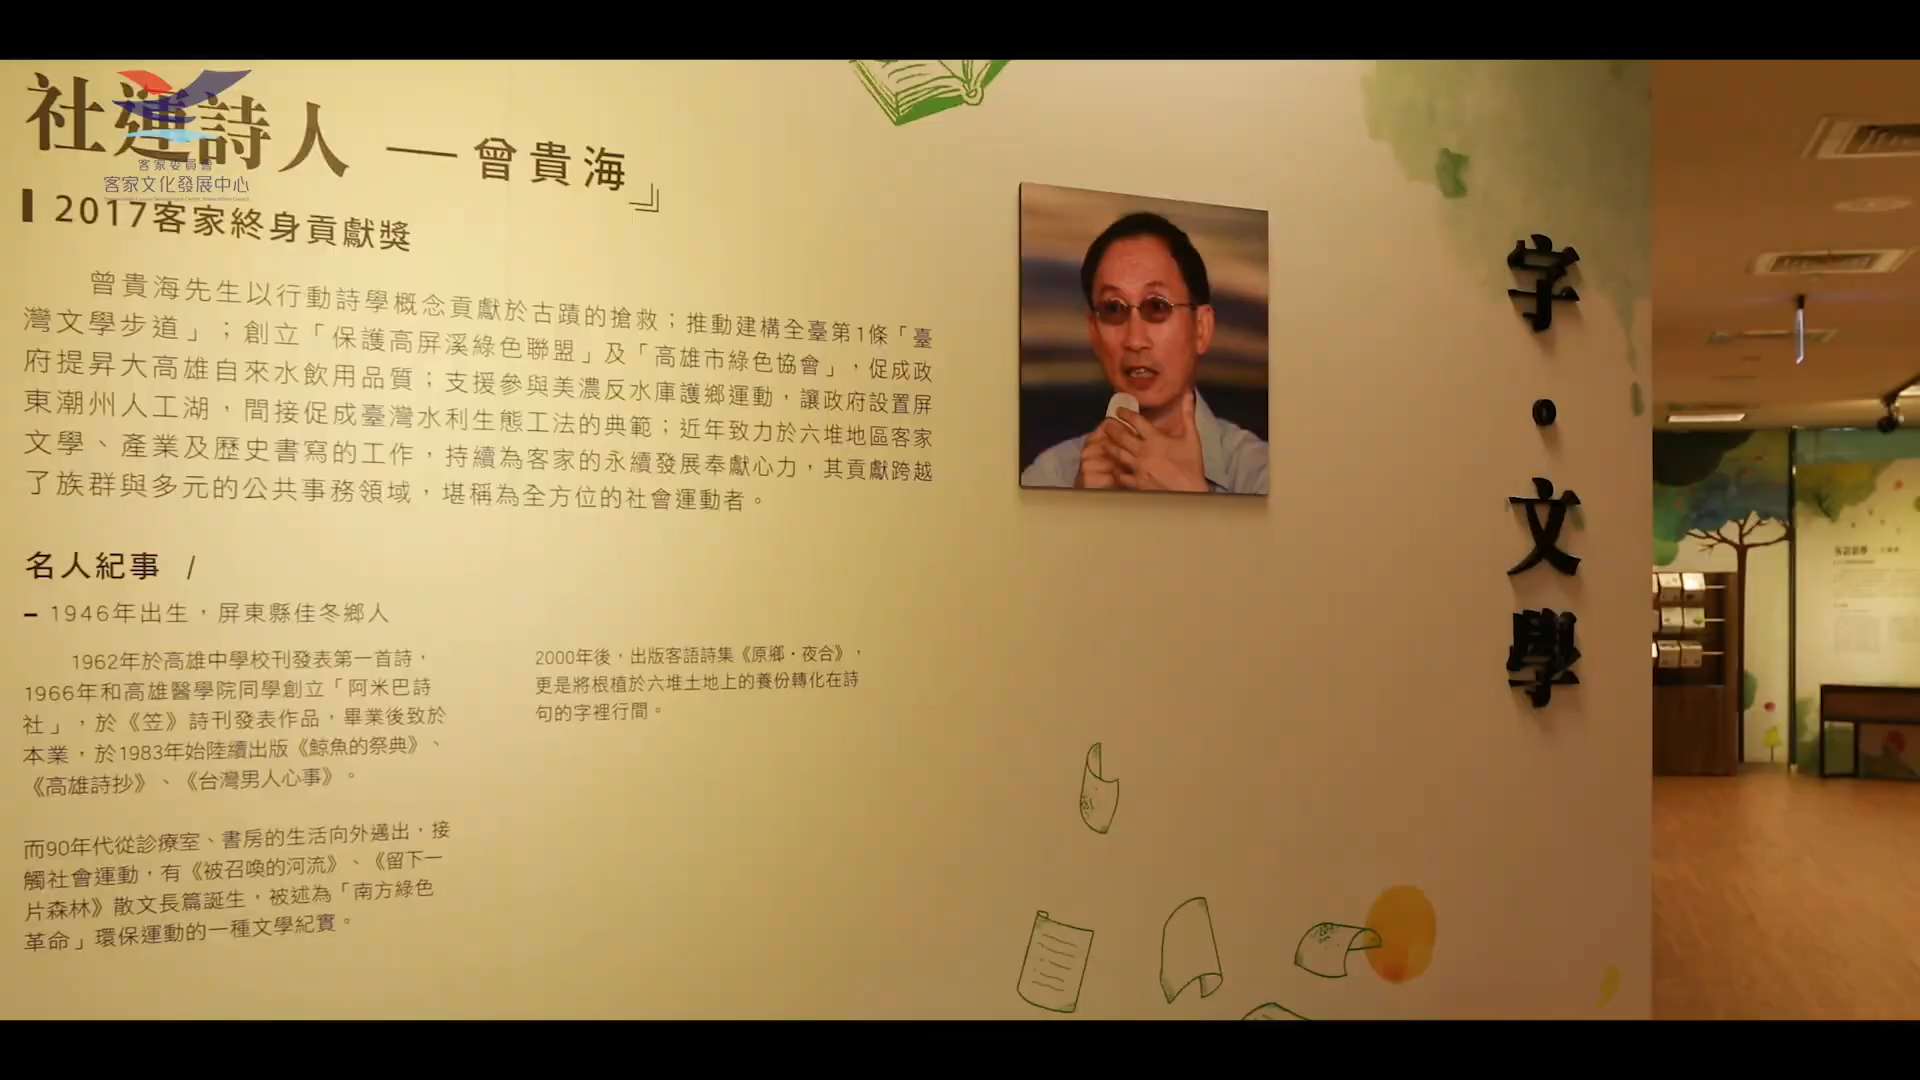 社運詩人 — 曾貴海」
客家委員會
客家文化發展中心
2017客家終身貢獻獎
曾貴海先生以行動詩學概念貢獻於古蹟的搶救；推動建構全臺第1條「臺
灣文學步道」；創立「保護高屏溪綠色聯盟」及「高雄市綠色協會」，促成政
府提昇大高雄自來水飲用品質；支援參與美濃反水庫護鄉運動，讓政府設置屏
東潮州人工湖，間接促成臺灣水利生態工法的典範；近年致力於六堆地區客家
文學、產業及歷史書寫的工作，持續為客家的永續發展奉獻心力，其貢獻跨越
了族群與多元的公共事務領域，堪稱為全方位的社會運動者。
名人紀事 /
– 1946年出生，屏東縣佳冬鄉人
1962年於高雄中學校刊發表第一首詩，
1966年和高雄醫學院同學創立「阿米巴詩
社」，於《笠》詩刊發表作品，畢業後致於
本業，於1983年始陸續出版《鯨魚的祭典》、
《高雄詩抄》、《台灣男人心事》。
而90年代從診療室、書房的生活向外邁出，接
觸社會運動，有《被召喚的河流》、《留下一
片森林》散文長篇誕生，被述為「南方綠色
革命」環保運動的一種文學紀實。
2000年後，出版客語詩集《原鄉・夜合》，
更是將根植於六堆土地上的養份轉化在詩
句的字裡行間。
字・文學